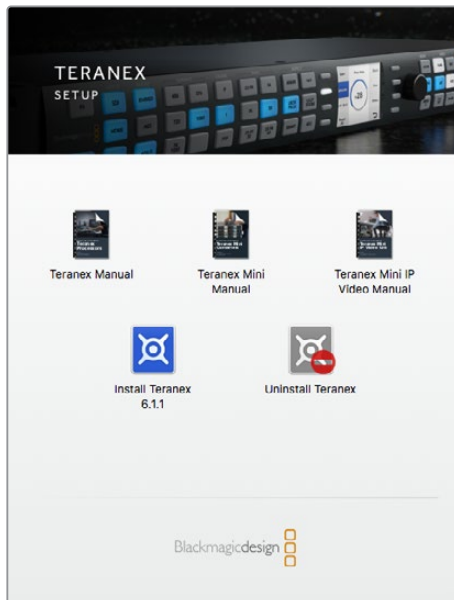 TERANEX
SETUP
Teranex Manual
Teranex Mini
Manual
Teranex Mini IP
Video Manual
Install Teranex
6.1.1
Uninstall Teranex
Blackmagicdesign